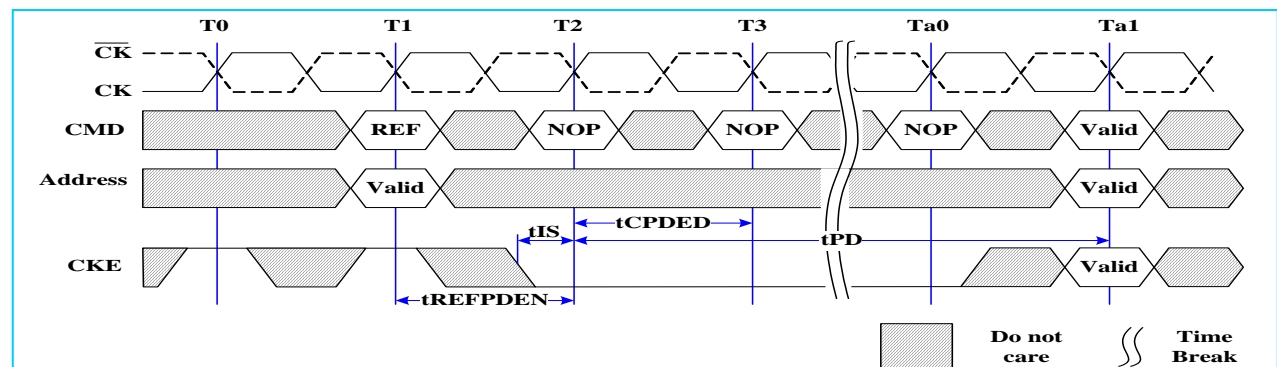 T0 T1 T2 T3 Ta0 Ta1
CK
CK
CMD REF NOP NOP NOP Valid
Address Valid Valid
tIS tCPDED
tPD
CKE Valid
tREFPDEN
Do not care
Time Break